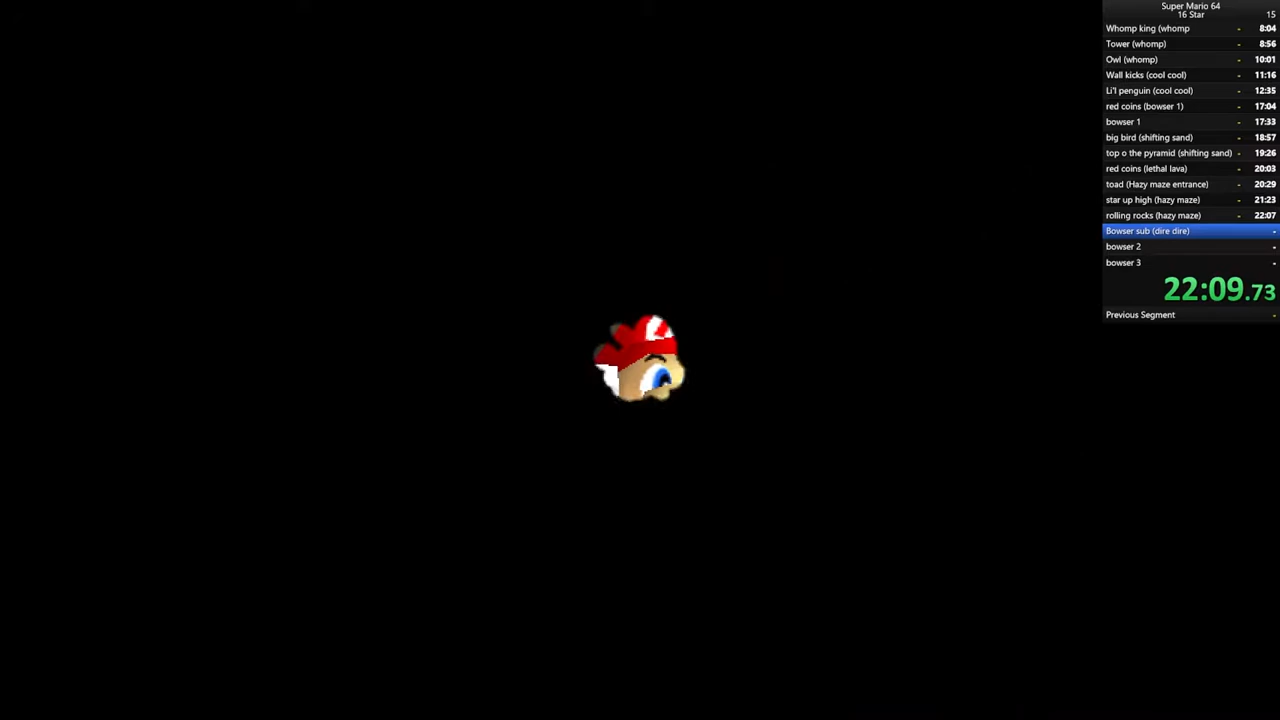 Super Mario 64
16 Star 15
Whomp king (whomp - 8:04
Tower (whomp) - 8:56
Owl (whomp) - 10:01
Wall kicks (cool cool) - 11:16
Li'l penguin (cool cool) - 12:35
red coins (bowser 1) - 17:04
bowser 1 - 17:33
big bird (shifting sand) - 18:57
top o the pyramid (shifting sand) - 19:26
red coins (lethal lava) - 20:03
toad (Hazy maze entrance) - 20:29
star up high (hazy maze) - 21:23
rolling rocks (hazy maze) - 22:07
Bowser sub (dire dire) -
bowser 2 -
bowser 3 -
22:09.73
Previous Segment -